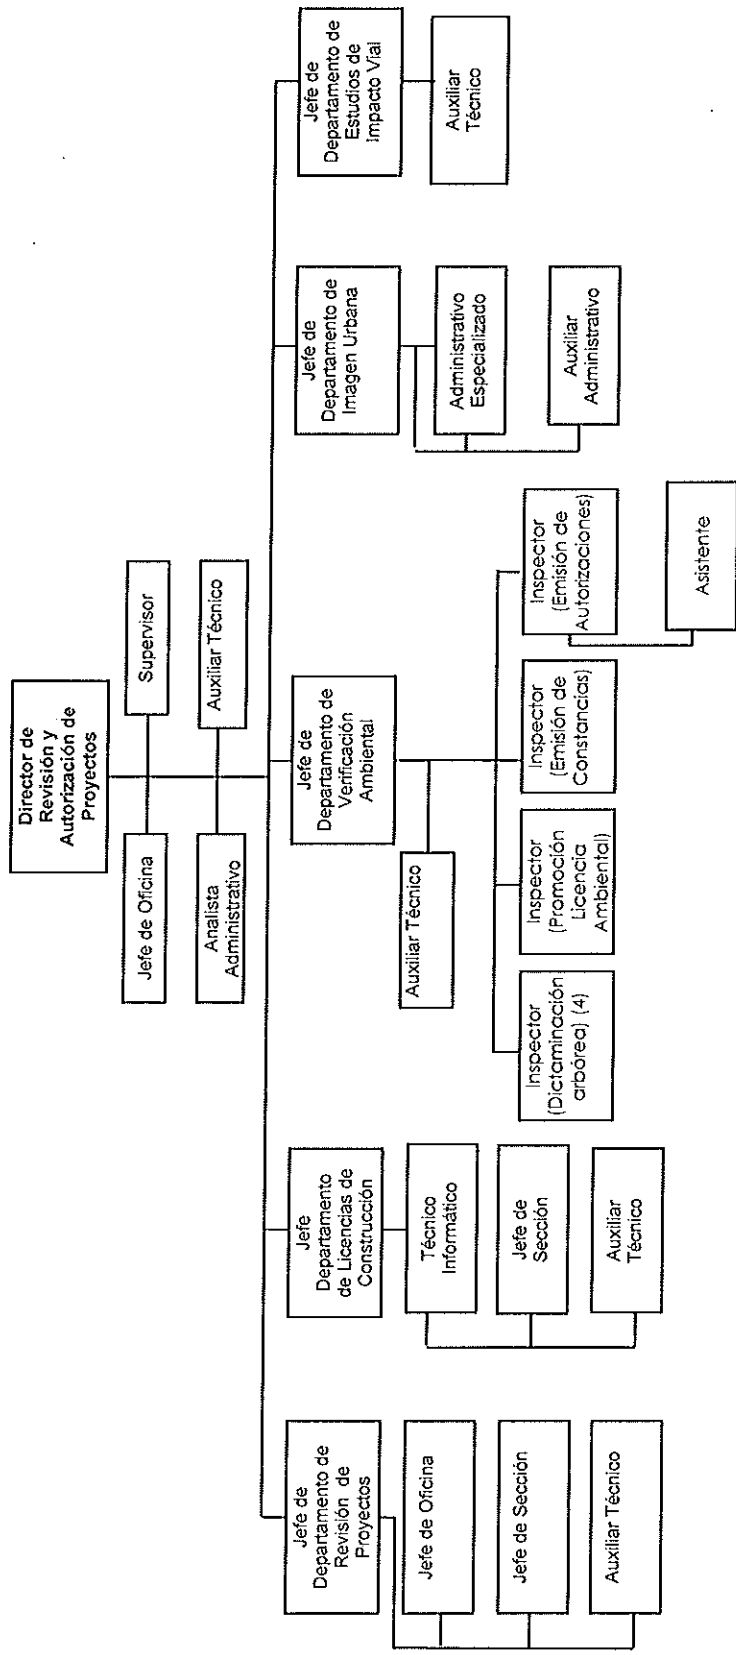 Director de
Revisión y
Autorización de
Proyectos
Jefe de Oficina
Supervisor
Analista
Administrativo
Auxiliar Técnico
Jefe de
Departamento de
Revisión de
Proyectos
Jefe de Oficina
Jefe de Sección
Auxiliar Técnico
Jefe
Departamento
de Licencias de
Construcción
Técnico
Informático
Jefe de
Sección
Auxiliar
Técnico
Jefe de
Departamento de
Verificación
Ambiental
Auxiliar Técnico
Inspector
(Dictaminación
arbórea) (4)
Inspector
(Promoción
Licencia
Ambiental)
Inspector
(Emisión de
Constancias)
Inspector
(Emisión de
Autorizaciones)
Asistente
Jefe de
Departamento de
Imagen Urbana
Administrativo
Especializado
Auxiliar
Administrativo
Jefe de
Departamento de
Estudios de
Impacto Vial
Auxiliar
Técnico